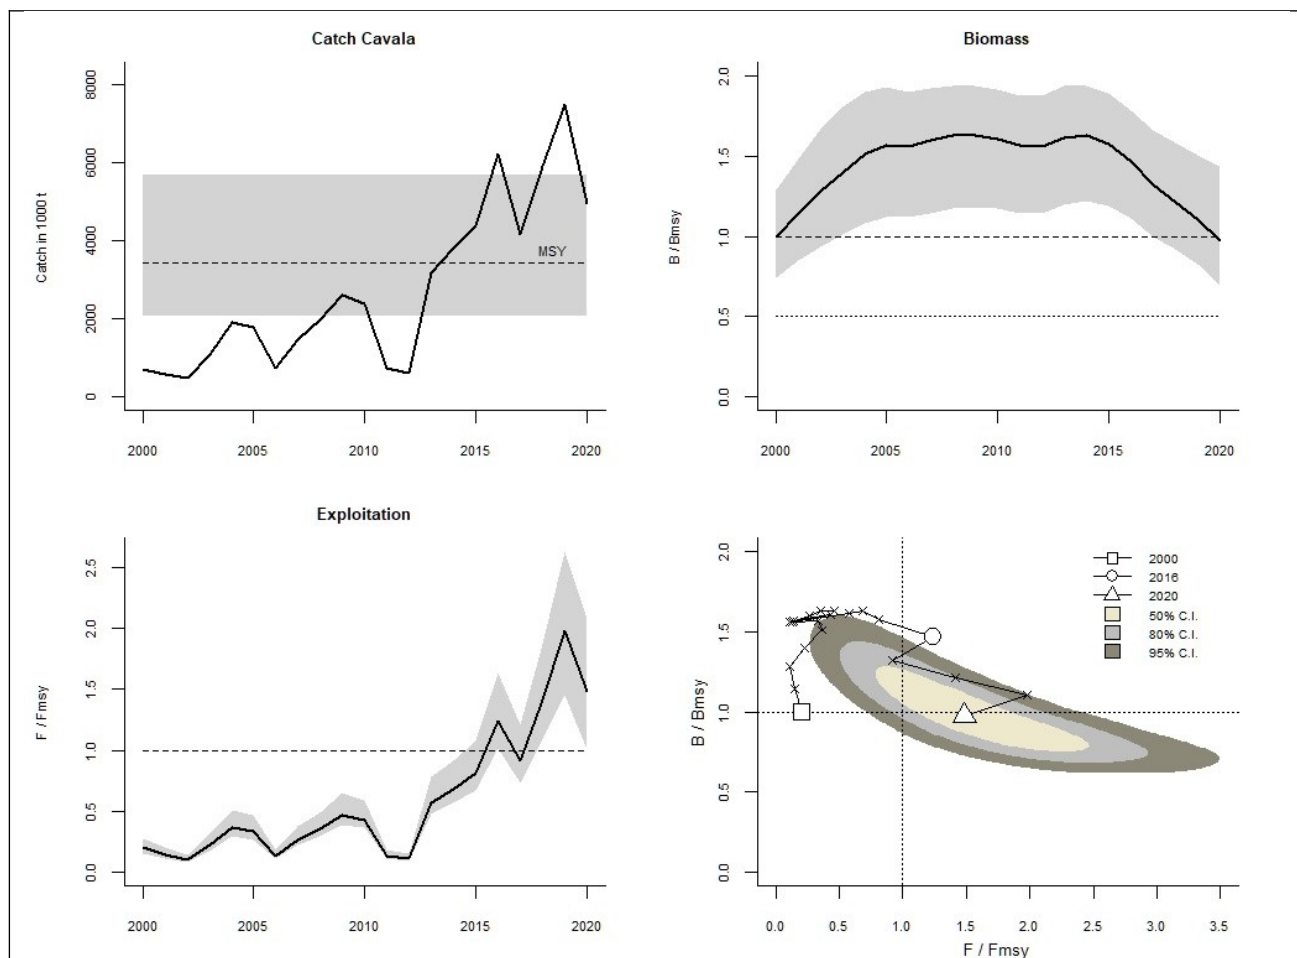 Catch Cavala
Catch in 1000 t
8000
6000
4000
2000
0
MSY
2000 2005 2010 2015 2020
Biomass
B / Bmsy
2.0
1.5
1.0
0.5
0.0
2000 2005 2010 2015 2020
Exploitation
F / Fmsy
2.5
2.0
1.5
1.0
0.5
0.0
2000 2005 2010 2015 2020
B / Bmsy
2.0
1.5
1.0
0.5
0.0
2000
2016
2020
50% C.I.
80% C.I.
95% C.I.
0.0 0.5 1.0 1.5 2.0 2.5 3.0 3.5
F / Fmsy